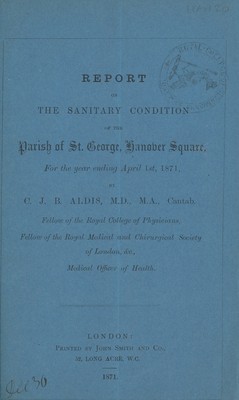 REPORT
ON
THE SANITARY CONDITION
OF THE
Parish of St. George, Hanover Square,
For the year ending April 1st, 1871,
BY
C. J. B. ALDIS, M.D., M.A., Cantab.
Fellow of the Royal College of Physicians.
Fellow of the Royal Medical and Chirurgical Society
of London, &c.,
Medical Officer of Health.
LONDON:
PRINTED BY JOHN SMITH AND CO.,
52, LONG ACRE, W.C.
1871.